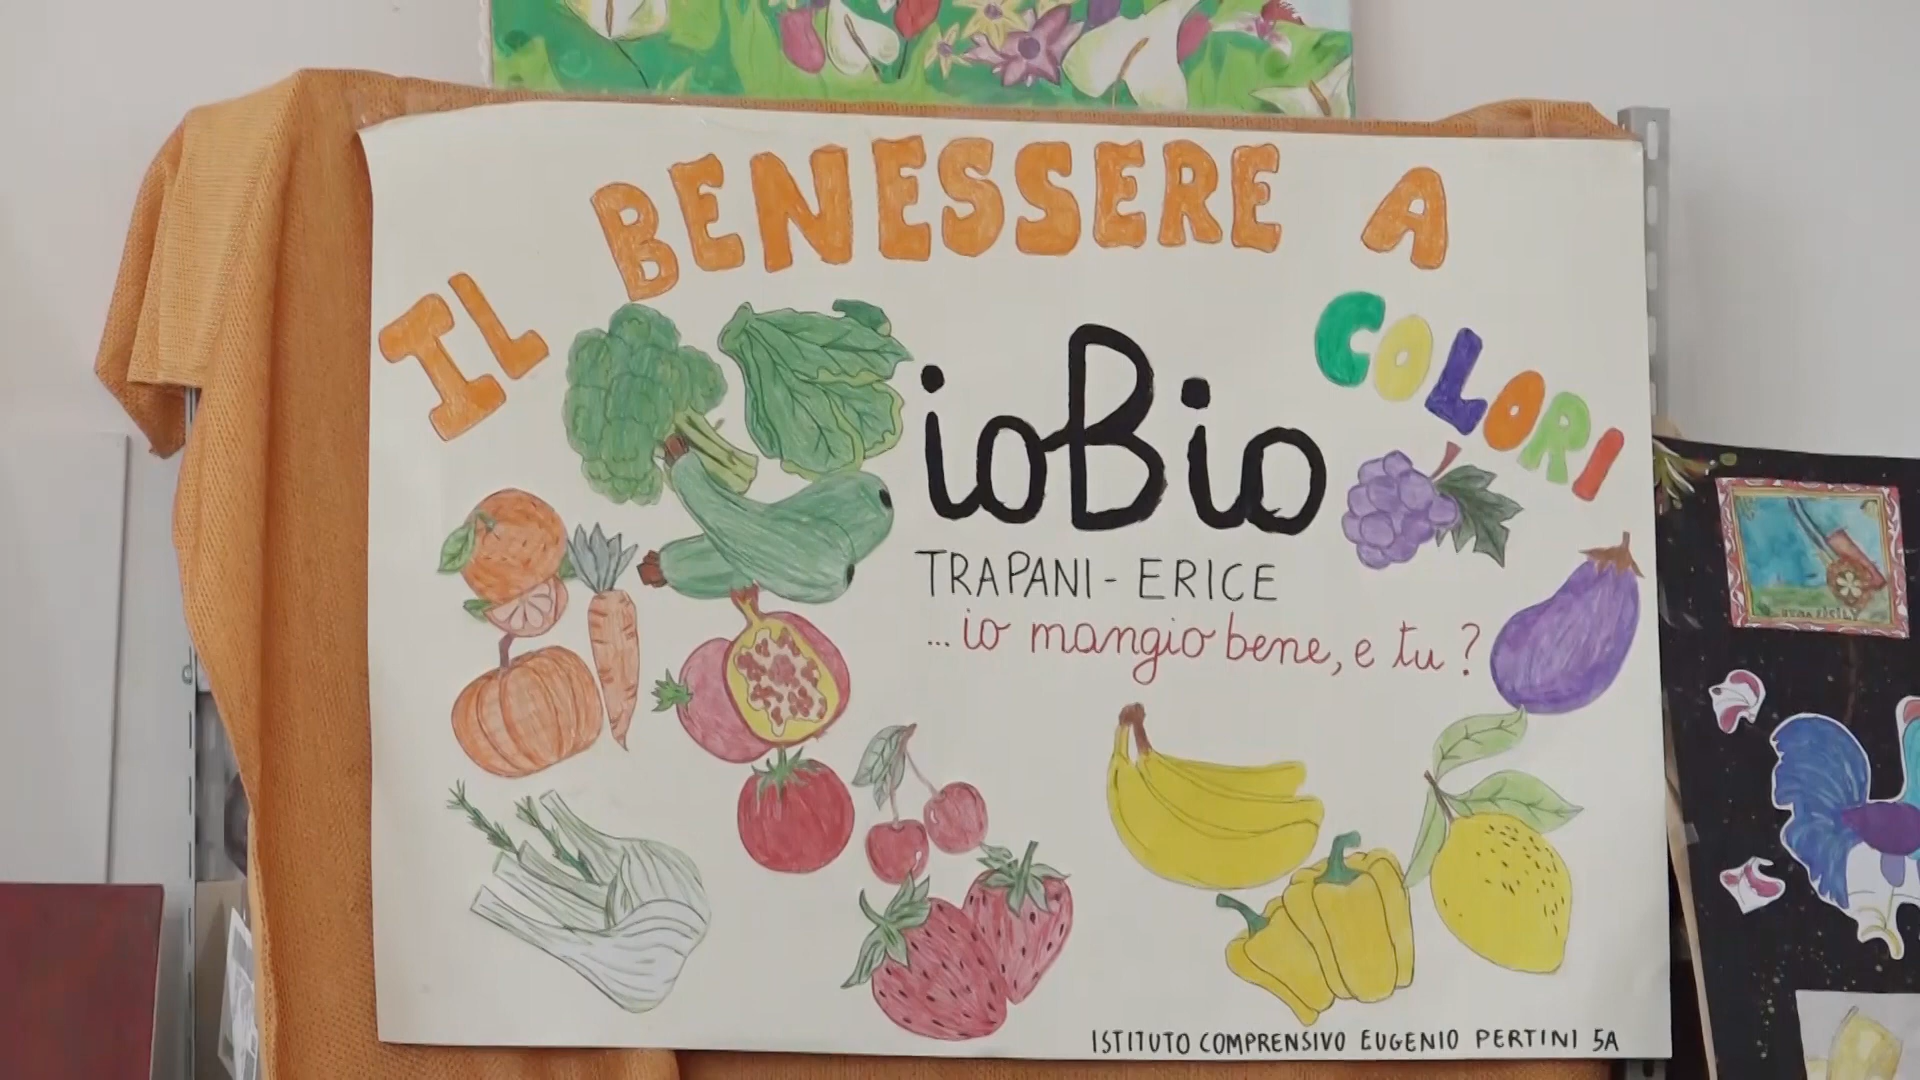 IL BENESSERE A
COLORI
ioBio
TRAPANI - ERICE
... io mangio bene, e tu ?
ISTITUTO COMPRENSIVO EUGENIO PERTINI 5A